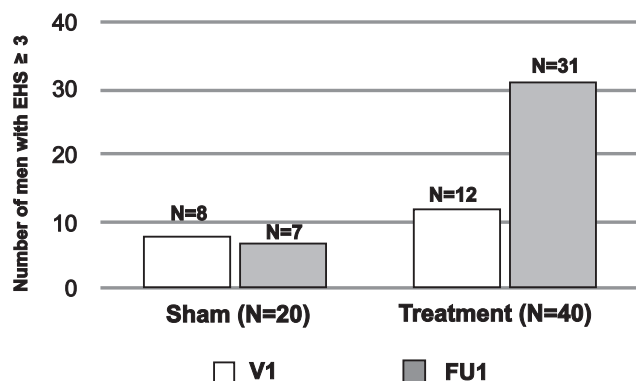 Number of men with EHS ≥ 3
40
30
20
10
0
N=8
N=7
N=12
N=31
Sham (N=20)
Treatment (N=40)
V1
FU1